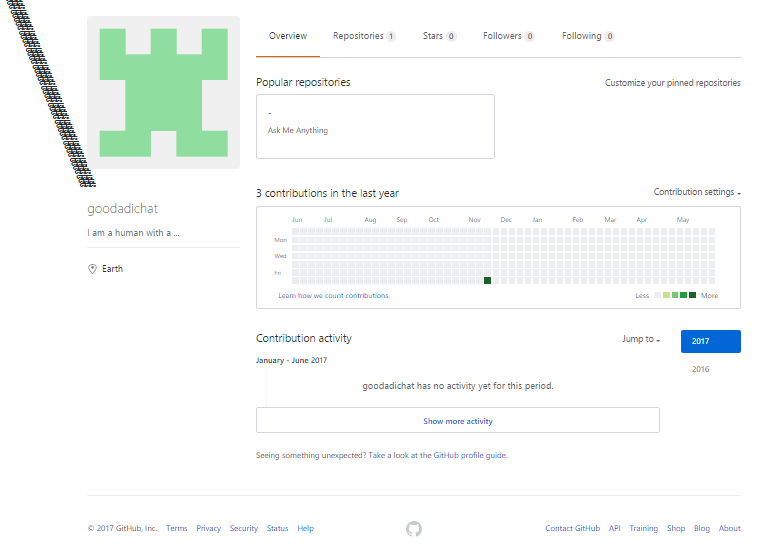 Overview Repositories 1 Stars 0 Followers 0 Following 0
Popular repositories Customize your pinned repositories
-
Ask Me Anything
goodadichat
I am a human with a ...
Earth
3 contributions in the last year Contribution settings
Jun Jul Aug Sep Oct Nov Dec Jan Feb Mar Apr May
Mon
Wed
Fri
Learn how we count contributions. Less More
Contribution activity Jump to 2017
2016
January - June 2017
goodadichat has no activity yet for this period.
Show more activity
Seeing something unexpected? Take a look at the GitHub profile guide.
© 2017 GitHub, Inc. Terms Privacy Security Status Help Contact GitHub API Training Shop Blog About